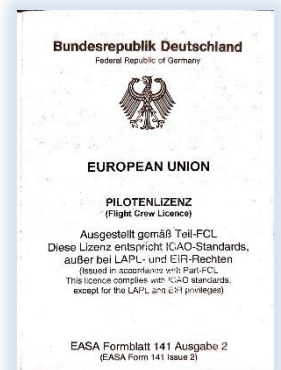 Bundesrepublik Deutschland
Federal Republic of Germany
EUROPEAN UNION
PILOTENLIZENZ
(Flight Crew Licence)
Ausgestellt gemäß Teil-FCL
Diese Lizenz entspricht ICAO-Standards,
außer bei LAPL- und EIR-Rechten
(Issued in accordance with Part-FCL
This licence complies with ICAO standards,
except for the LAPL and EIR privileges)
EASA Formblatt 141 Ausgabe 2
(EASA Form 141 Issue 2)